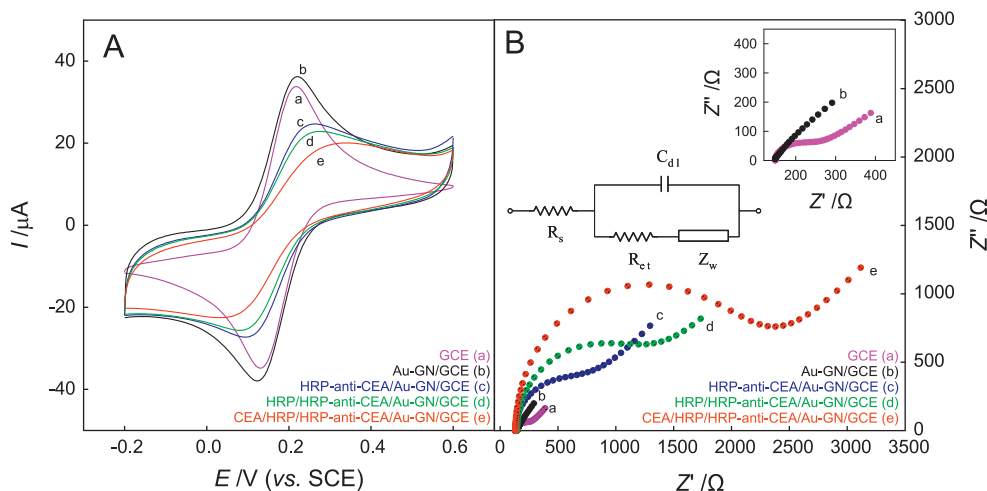 A
I /μA
40
20
0
-20
-40
b
a
c
d
e
GCE (a)
Au-GN/GCE (b)
HRP-anti-CEA/Au-GN/GCE (c)
HRP/HRP-anti-CEA/Au-GN/GCE (d)
CEA/HRP/HRP-anti-CEA/Au-GN/GCE (e)
-0.2 0.0 0.2 0.4 0.6
E /V (vs. SCE)
B
Z'' /Ω
400
300
200
100
0
b
a
200 300 400
Z' /Ω
C d1
R s
R e t
Z w
e
c
d
b
a
GCE (a)
Au-GN/GCE (b)
HRP-anti-CEA/Au-GN/GCE (c)
HRP/HRP-anti-CEA/Au-GN/GCE (d)
CEA/HRP/HRP-anti-CEA/Au-GN/GCE (e)
3000
2500
2000
1500
1000
500
0
Z'' /Ω
0 500 1000 1500 2000 2500 3000 3500
Z' /Ω